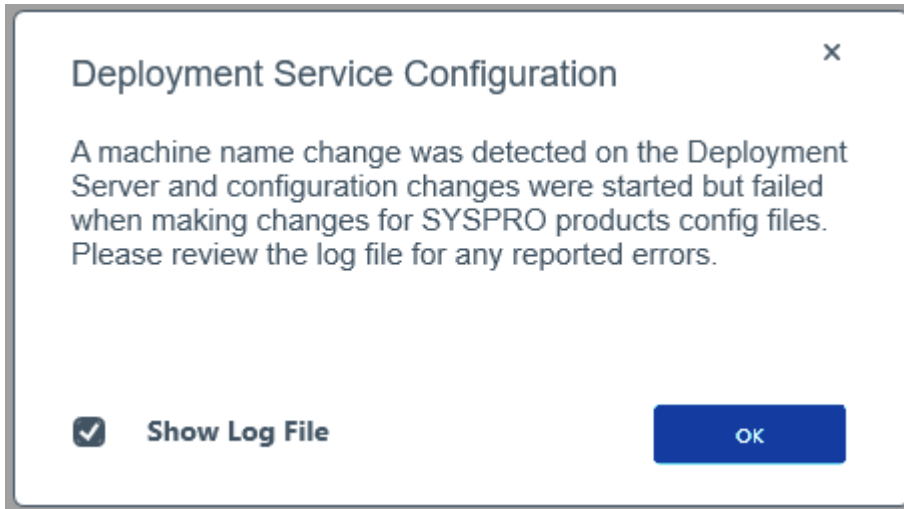 Deployment Service Configuration
A machine name change was detected on the Deployment
Server and configuration changes were started but failed
when making changes for SYSPRO products config files.
Please review the log file for any reported errors.
Show Log File
OK